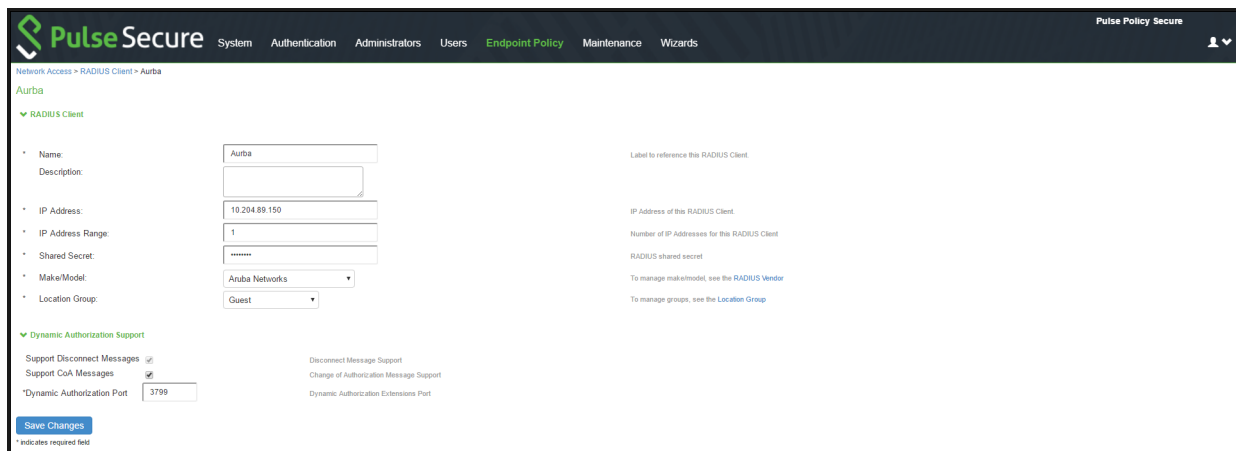 Pulse Policy Secure
Pulse Secure System Authentication Administrators Users Endpoint Policy Maintenance Wizards
Network Access > RADIUS Client > Aurba
Aurba
RADIUS Client
* Name: Aurba Label to reference this RADIUS Client.
Description:
* IP Address: 10.204.89.150 IP Address of this RADIUS Client
* IP Address Range: 1 Number of IP Addresses for this RADIUS Client
* Shared Secret: •••••••• RADIUS shared secret
* Make/Model: Aruba Networks To manage make/model, see the RADIUS Vendor
* Location Group: Guest To manage groups, see the Location Group
Dynamic Authorization Support
Support Disconnect Messages Disconnect Message Support
Support CoA Messages Change of Authorization Message Support
*Dynamic Authorization Port 3799 Dynamic Authorization Extensions Port
Save Changes
* indicates required field